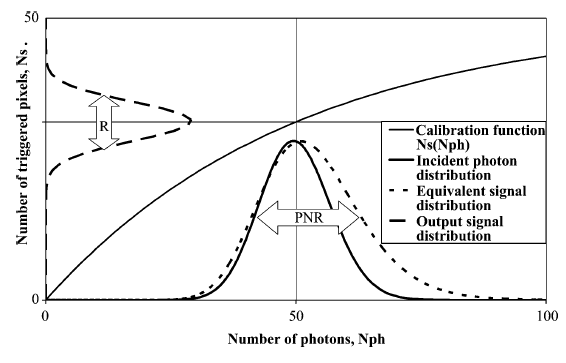 50
Number of triggered pixels, Ns .
R
Calibration function
Ns(Nph)
Incident photon
distribution
Equivalent signal
distribution
Output signal
distribution
PNR
0
0
50
100
Number of photons, Nph